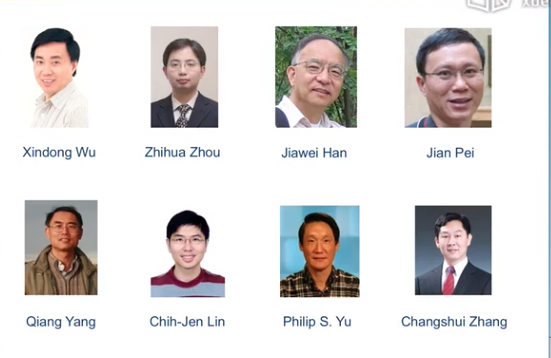 Xindong Wu Zhihua Zhou Jiawei Han Jian Pei
Qiang Yang Chih-Jen Lin Philip S. Yu Changshui Zhang